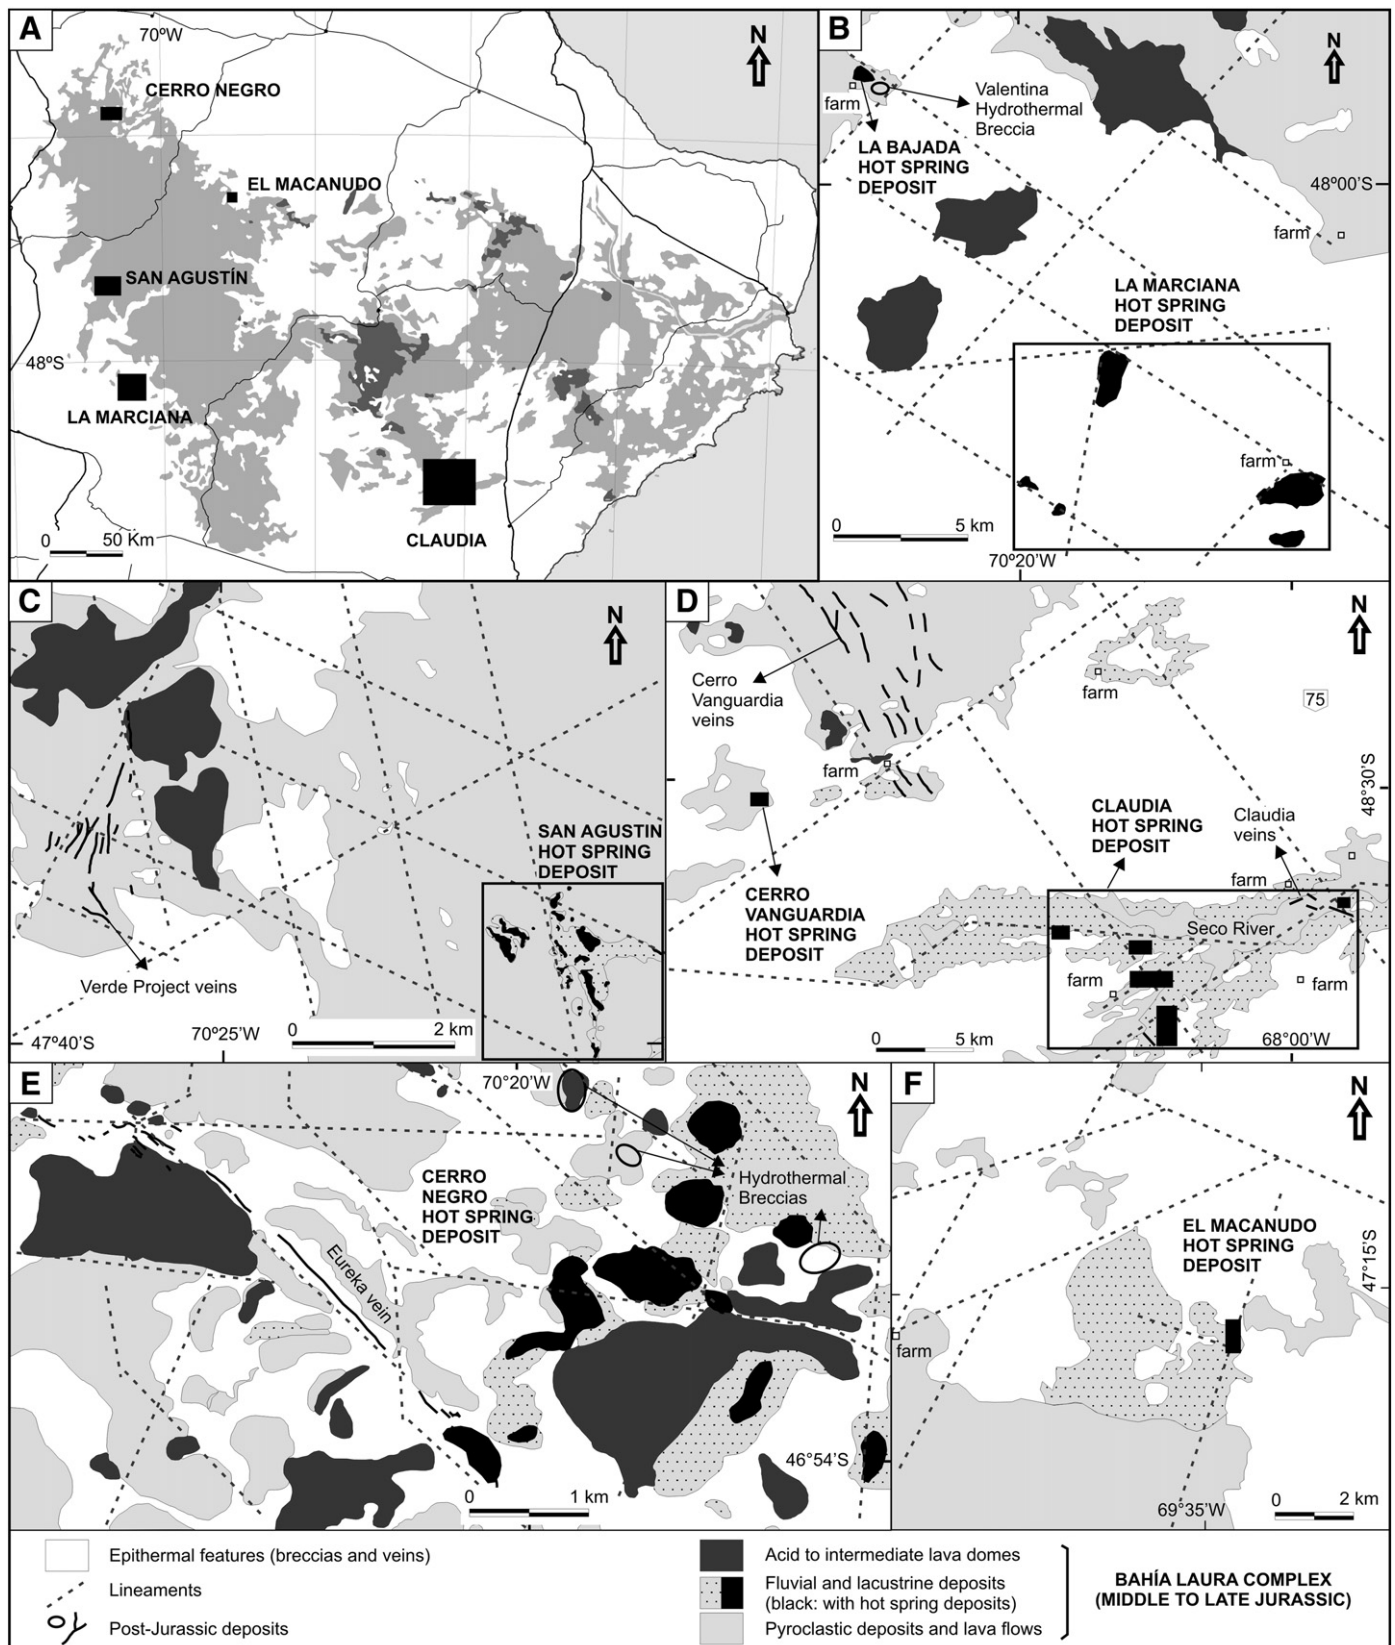 A
70°W
N
CERRO NEGRO
EL MACANUDO
SAN AGUSTÍN
48°S
LA MARCIANA
CLAUDIA
0 50 Km
B
N
farm
Valentina
Hydrothermal
Breccia
LA BAJADA
HOT SPRING
DEPOSIT
48º00'S
farm
LA MARCIANA
HOT SPRING
DEPOSIT
farm
0 5 km
70º20'W
C
N
SAN AGUSTIN
HOT SPRING
DEPOSIT
Verde Project veins
47º40'S
70º25'W
0 2 km
D
N
Cerro
Vanguardia
veins
farm
75
farm
48º30'S
CLAUDIA
HOT SPRING
DEPOSIT
Claudia
veins
farm
CERRO
VANGUARDIA
HOT SPRING
DEPOSIT
Seco River
farm
farm
0 5 km
68º00'W
E
70º20'W
N
CERRO
NEGRO
HOT SPRING
DEPOSIT
Hydrothermal
Breccias
Eureka vein
46º54'S
0 1 km
F
N
EL MACANUDO
HOT SPRING
DEPOSIT
47º15'S
farm
69°35'W
0 2 km
Epithermal features (breccias and veins)
Lineaments
Post-Jurassic deposits
Acid to intermediate lava domes
Fluvial and lacustrine deposits
(black: with hot spring deposits)
Pyroclastic deposits and lava flows
BAHÍA LAURA COMPLEX
(MIDDLE TO LATE JURASSIC)